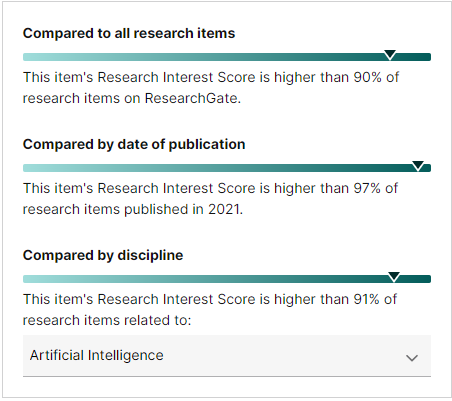 Compared to all research items
This item's Research Interest Score is higher than 90% of
research items on ResearchGate.
Compared by date of publication
This item's Research Interest Score is higher than 97% of
research items published in 2021.
Compared by discipline
This item's Research Interest Score is higher than 91% of
research items related to:
Artificial Intelligence